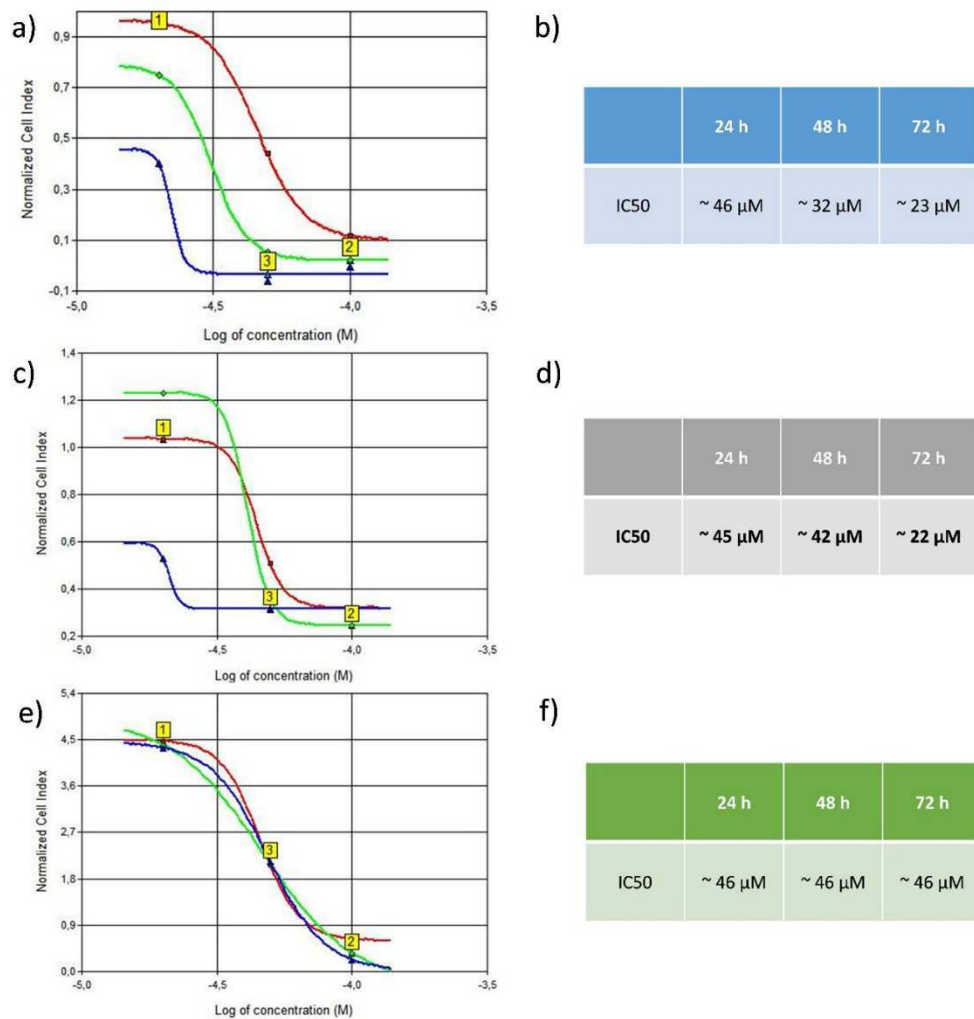 a)
Normalized Cell Index
0,9
0,7
0,5
0,3
0,1
-0,1
1
2
3
-5,0 -4,5 -4,0 -3,5
Log of concentration (M)
b)
24 h 48 h 72 h
IC50 ~ 46 µM ~ 32 µM ~ 23 µM
c)
Normalized Cell Index
1,4
1,2
1,0
0,8
0,6
0,4
0,2
1
3
2
-5,0 -4,5 -4,0 -3,5
Log of concentration (M)
d)
24 h 48 h 72 h
IC50 ~ 45 µM ~ 42 µM ~ 22 µM
e)
Normalized Cell Index
5,4
4,5
3,6
2,7
1,8
0,9
0,0
1
3
2
-5,0 -4,5 -4,0 -3,5
Log of concentration (M)
f)
24 h 48 h 72 h
IC50 ~ 46 µM ~ 46 µM ~ 46 µM